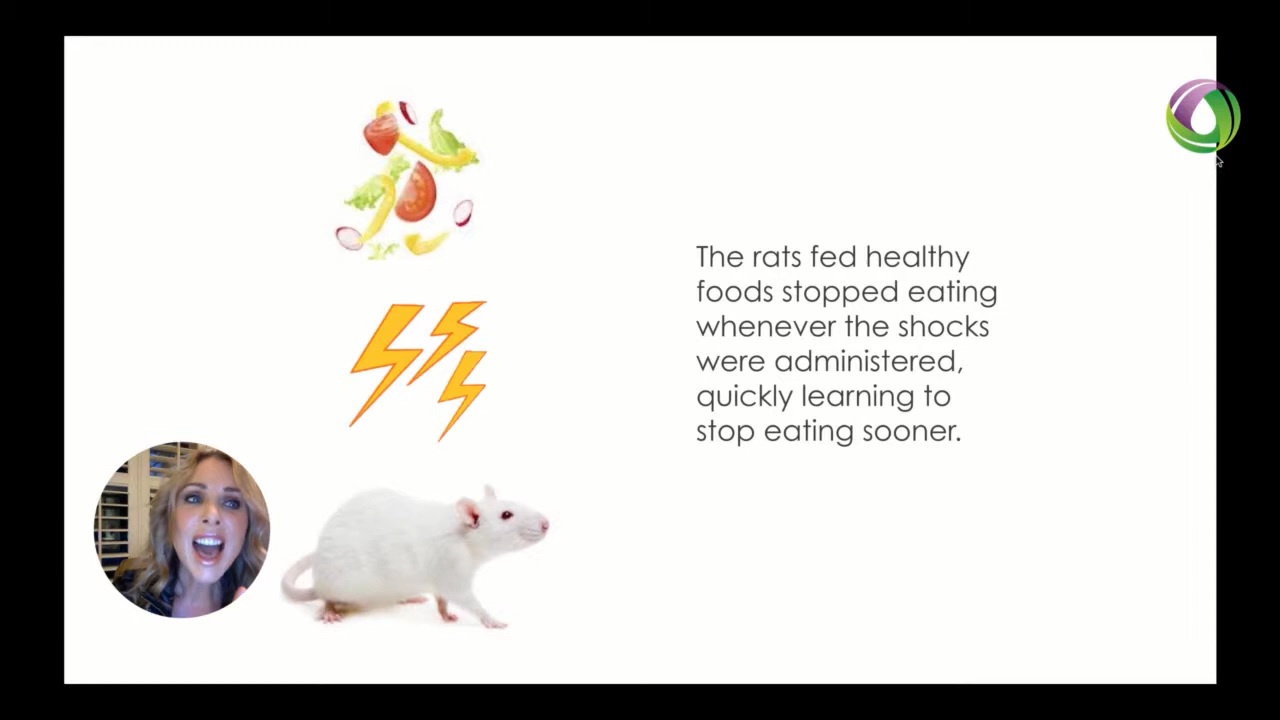 The rats fed healthy
foods stopped eating
whenever the shocks
were administered,
quickly learning to
stop eating sooner.